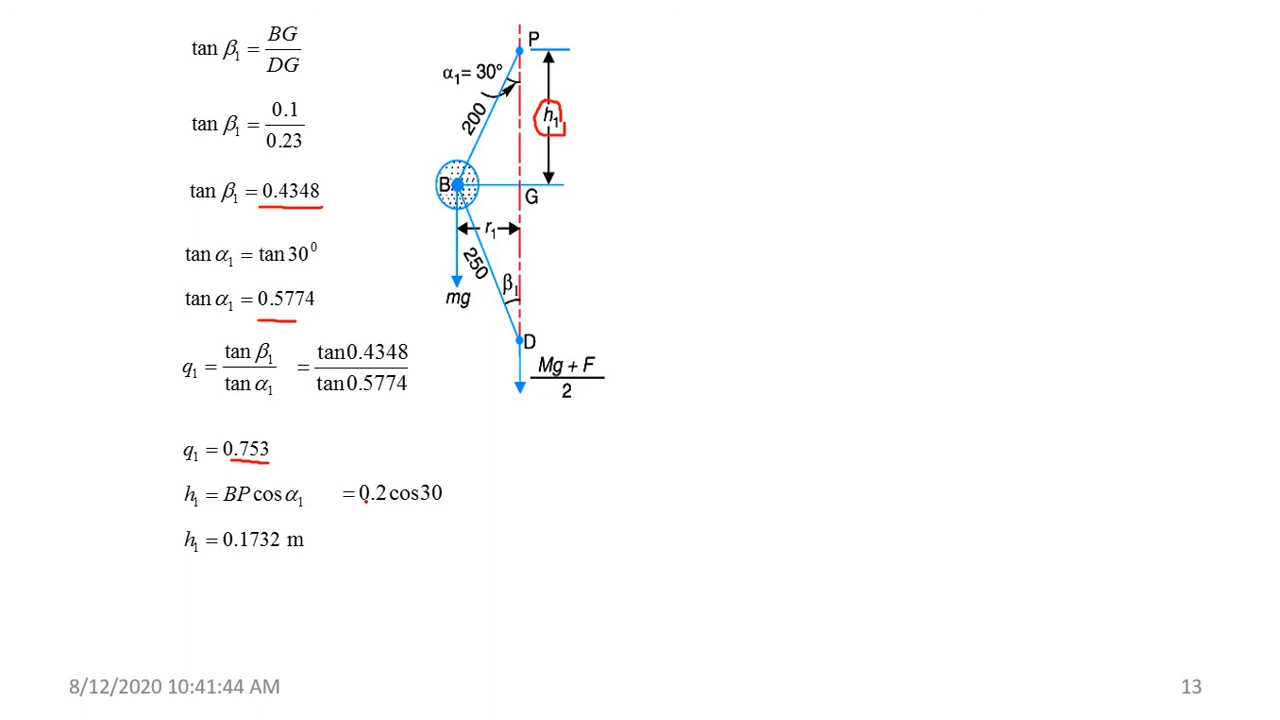 tan β₁ = BG / DG
tan β₁ = 0.1 / 0.23
tan β₁ = 0.4348
tan α₁ = tan 30⁰
tan α₁ = 0.5774
q₁ = tan β₁ / tan α₁ = tan0.4348 / tan0.5774
q₁ = 0.753
h₁ = BP cos α₁ = 0.2cos30
h₁ = 0.1732 m
P
α₁= 30°
200
h₁
B
G
r₁
250
β₁
mg
D
Mg + F / 2
8/12/2020 10:41:44 AM
13